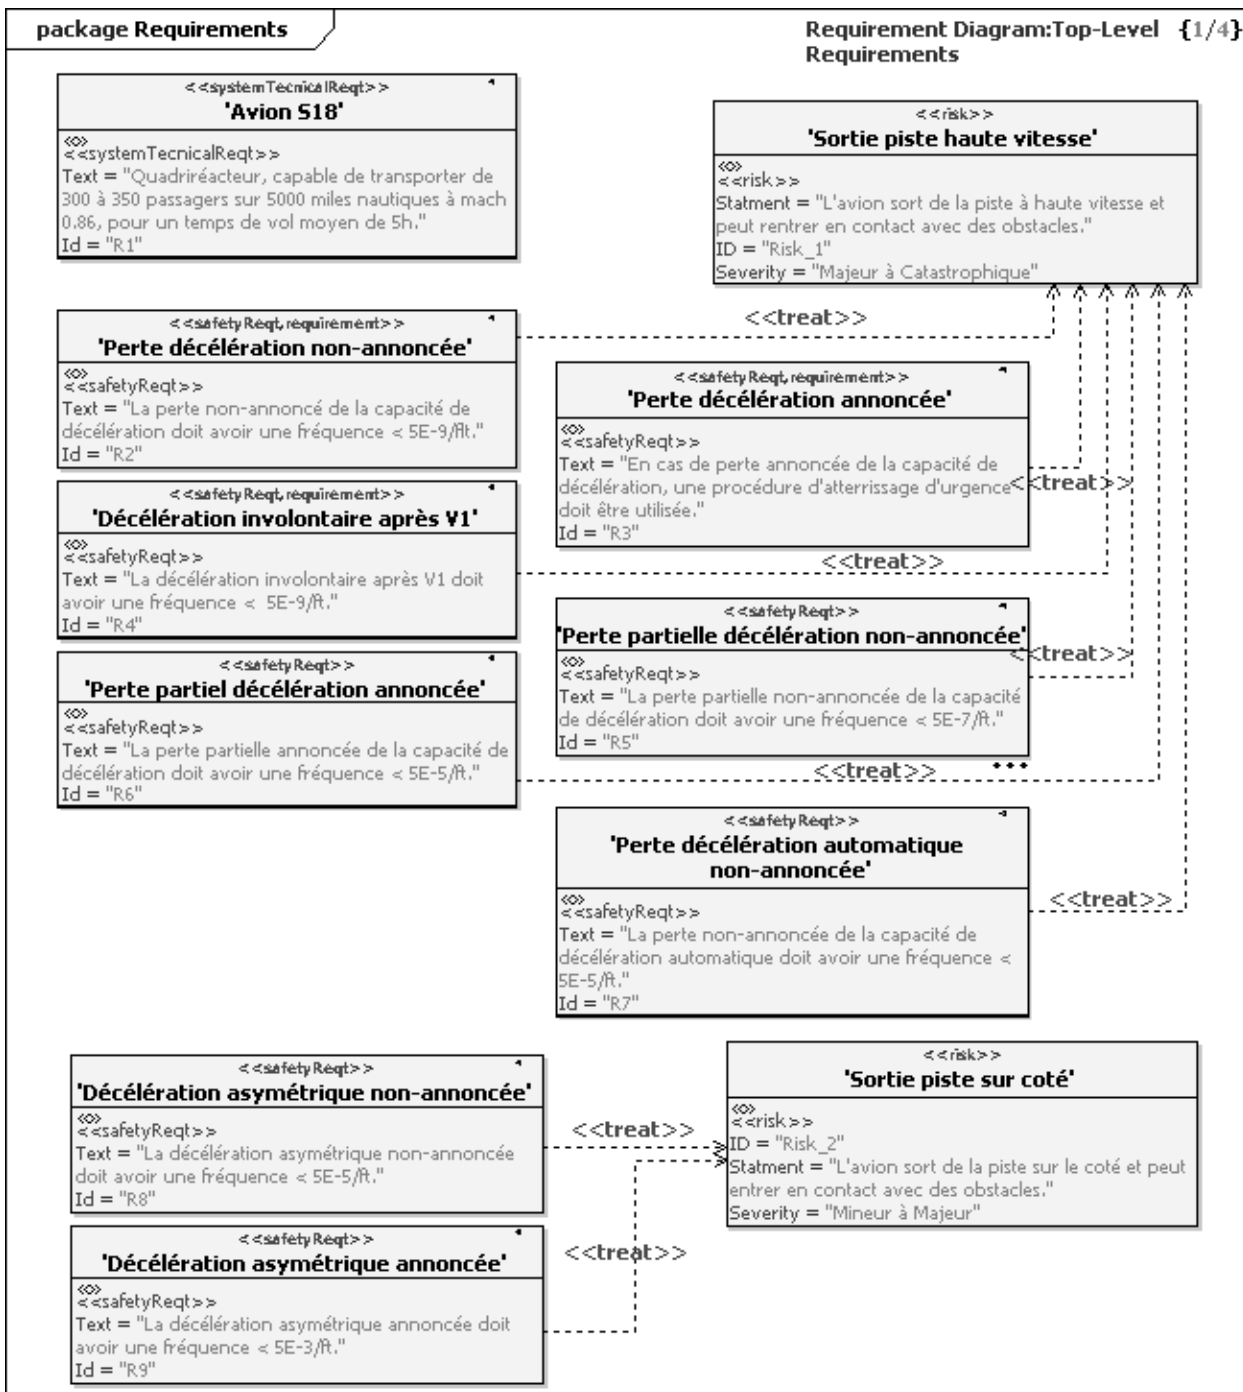 package Requirements
Requirement Diagram:Top-Level {1/4}
Requirements
<<systemTecnicalReqt>>
'Avion S18'
<<systemTecnicalReqt>>
Text = "Quadriréacteur, capable de transporter de
300 à 350 passagers sur 5000 miles nautiques à mach
0.86, pour un temps de vol moyen de 5h."
Id = "R1"
<<risk>>
'Sortie piste haute vitesse'
<<risk>>
Statment = "L'avion sort de la piste à haute vitesse et
peut rentrer en contact avec des obstacles."
ID = "Risk_1"
Severity = "Majeur à Catastrophique"
<<treat>>
<<safetyReqt,requirement>>
'Perte décélération non-annoncée'
<<safetyReqt>>
Text = "La perte non-annoncé de la capacité de
décélération doit avoir une fréquence < 5E-9/flt."
Id = "R2"
<<safetyReqt,requirement>>
'Perte décélération annoncée'
<<safetyReqt>>
Text = "En cas de perte annoncée de la capacité de
décélération, une procédure d'atterrissage d'urgence
doit être utilisée."
Id = "R3"
<<treat>>
<<safetyReqt,requirement>>
'Décélération involontaire après V1'
<<safetyReqt>>
Text = "La décélération involontaire après V1 doit
avoir une fréquence < 5E-9/ft."
Id = "R4"
<<treat>>
<<safetyReqt>>
'Perte partielle décélération non-annoncée'
<<safetyReqt>>
Text = "La perte partielle non-annoncée de la capacité
de décélération doit avoir une fréquence < 5E-7/ft."
Id = "R5"
<<treat>>
<<safetyReqt>>
'Perte partiel décélération annoncée'
<<safetyReqt>>
Text = "La perte partielle annoncée de la capacité de
décélération doit avoir une fréquence < 5E-5/ft."
Id = "R6"
<<treat>>
...
<<safetyReqt>>
'Perte décélération automatique
non-annoncée'
<<safetyReqt>>
Text = "La perte non-annoncée de la capacité de
décélération automatique doit avoir une fréquence <
5E-5/ft."
Id = "R7"
<<treat>>
<<safetyReqt>>
'Décélération asymétrique non-annoncée'
<<safetyReqt>>
Text = "La décélération asymétrique non-annoncée
doit avoir une fréquence < 5E-5/ft."
Id = "R8"
<<treat>>
<<risk>>
'Sortie piste sur coté'
<<risk>>
ID = "Risk_2"
Statment = "L'avion sort de la piste sur le coté et peut
entrer en contact avec des obstacles."
Severity = "Mineur à Majeur"
<<safetyReqt>>
'Décélération asymétrique annoncée'
<<safetyReqt>>
Text = "La décélération asymétrique annoncée doit
avoir une fréquence < 5E-3/ft."
Id = "R9"
<<treat>>